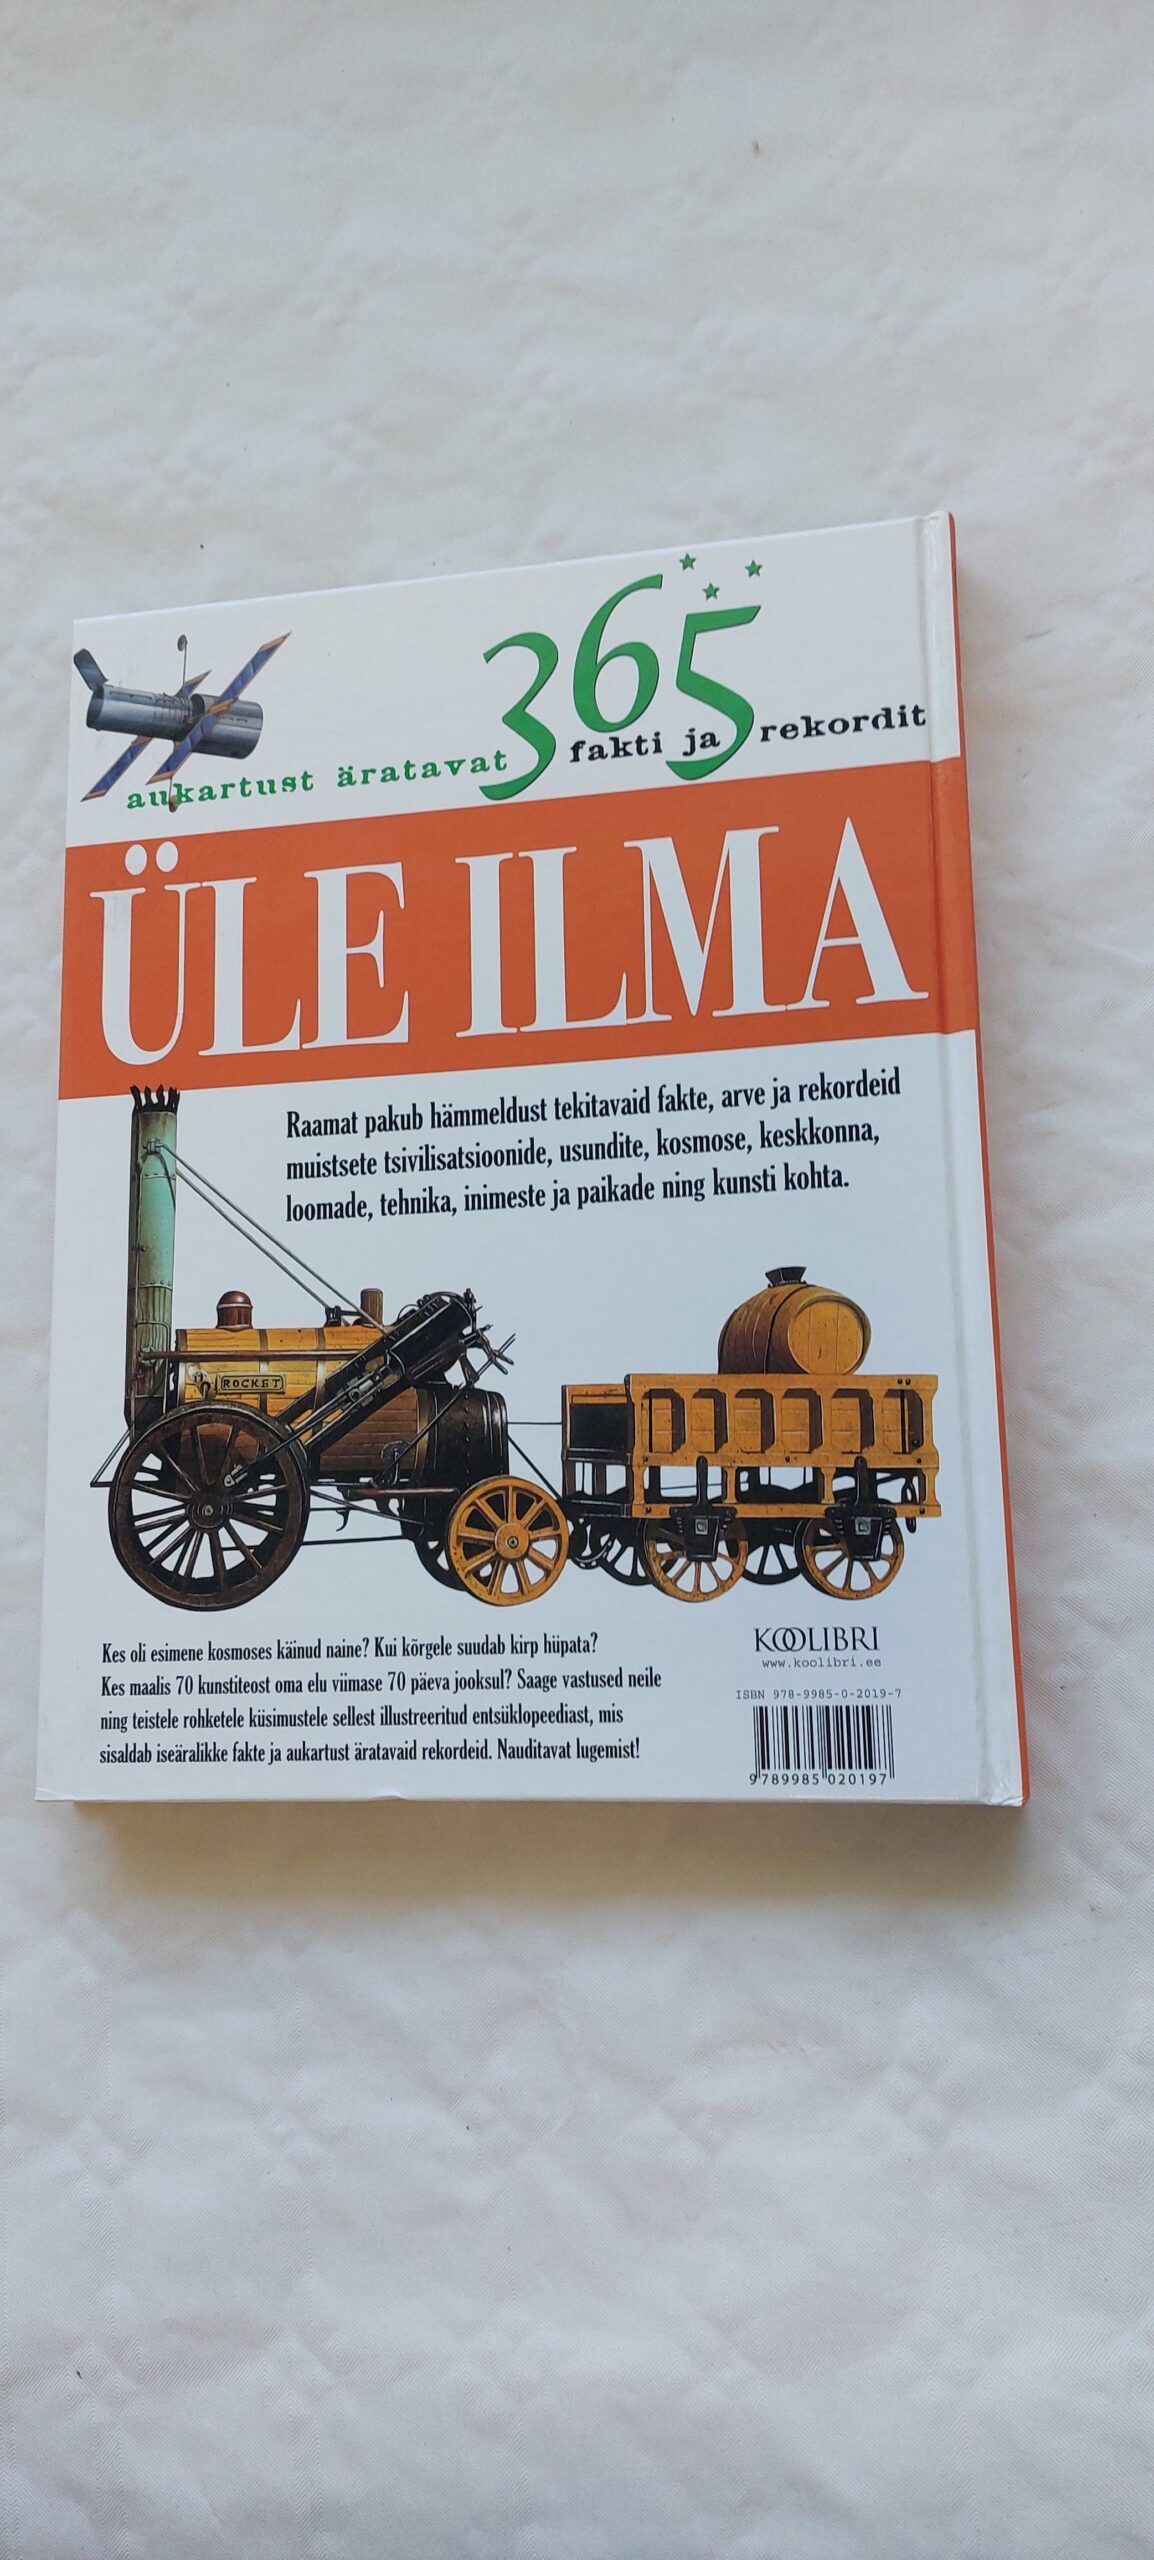 365
aukartust äratavat fakti ja rekordit
ÜLE ILMA
Raamat pakub hämmeldust tekitavaid fakte, arve ja rekordeid
muistsete tsivilisatsioonide, usundite, kosmose, keskkonna,
loomade, tehnika, inimeste ja paikade ning kunsti kohta.
ROCKET
Kes oli esimene kosmoses käinud naine? Kui kõrgele suudab kirp hüpata?
Kes maalis 70 kunstiteost oma elu viimase 70 päeva jooksul? Saage vastused neile
ning teistele rohketele küsimustele sellest illustreeritud entsüklopeediast, mis
sisaldab iseäralikke fakte ja aukartust äratavaid rekordeid. Nauditavat lugemist!
KOOLIBRI
www.koolibri.ee
ISBN 978-9985-0-2019-7
9 789985 020197